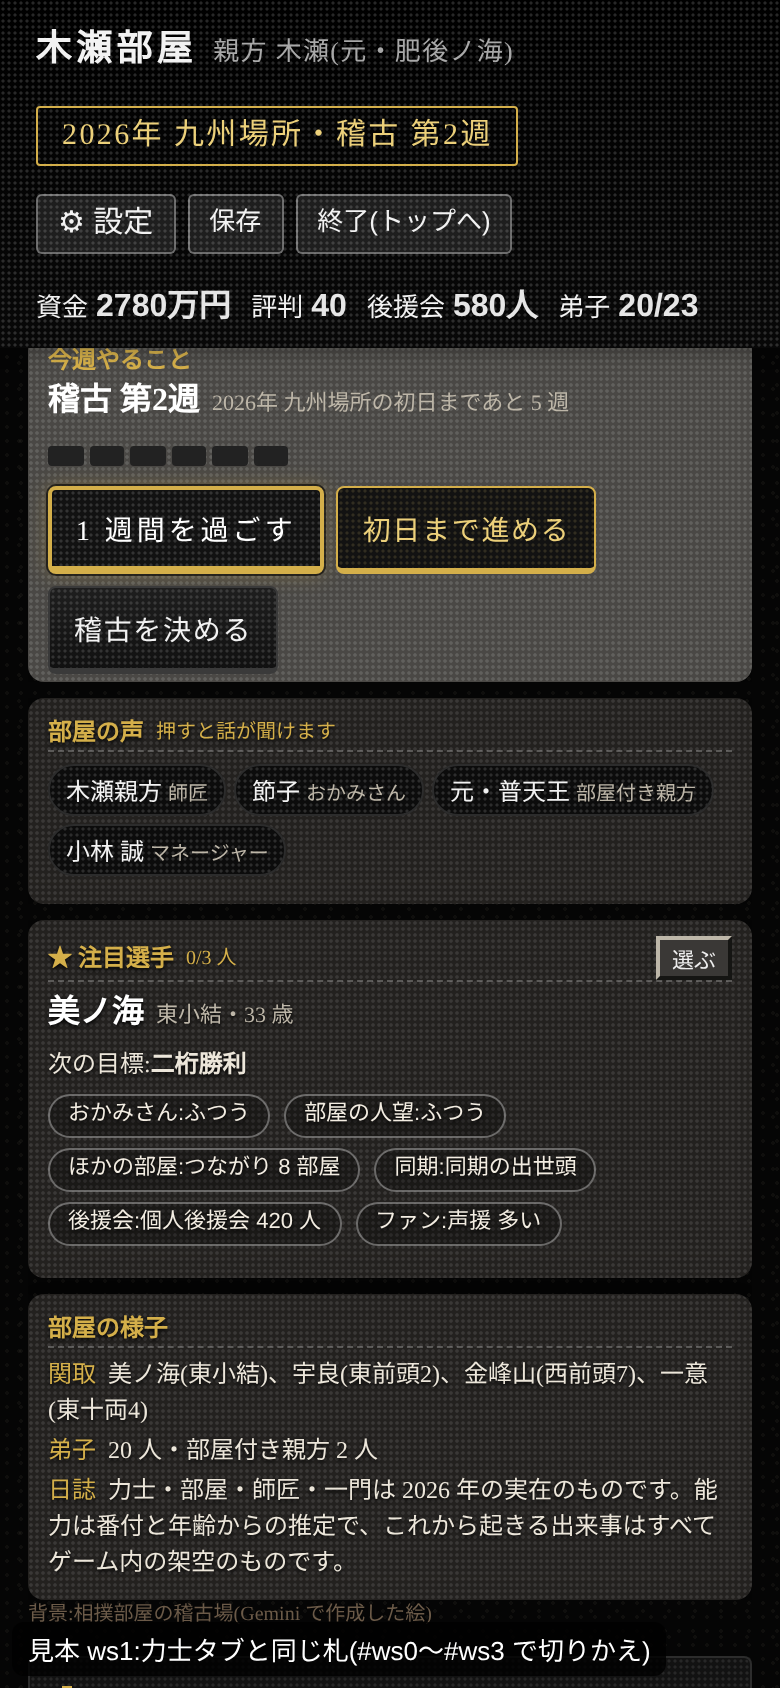 木瀬部屋 親方 木瀬(元・肥後ノ海)
2026年 九州場所・稽古 第2週
⚙ 設定 保存 終了(トップへ)
資金 2780万円 評判 40 後援会 580人 弟子 20/23
今週やること
稽古 第2週 2026年 九州場所の初日まであと 5 週
1 週間を過ごす 初日まで進める
稽古を決める
部屋の声 押すと話が聞けます
木瀬親方 師匠 節子 おかみさん 元・普天王 部屋付き親方
小林 誠 マネージャー
★ 注目選手 0/3 人 選ぶ
美ノ海 東小結・33 歳
次の目標:二桁勝利
おかみさん:ふつう 部屋の人望:ふつう
ほかの部屋:つながり 8 部屋 同期:同期の出世頭
後援会:個人後援会 420 人 ファン:声援 多い
部屋の様子
関取 美ノ海(東小結)、宇良(東前頭2)、金峰山(西前頭7)、一意
(東十両4)
弟子 20 人・部屋付き親方 2 人
日誌 力士・部屋・師匠・一門は 2026 年の実在のものです。能
力は番付と年齢からの推定で、これから起きる出来事はすべて
ゲーム内の架空のものです。
背景:相撲部屋の稽古場(Gemini で作成した絵)
見本 ws1:力士タブと同じ札(#ws0〜#ws3 で切りかえ)